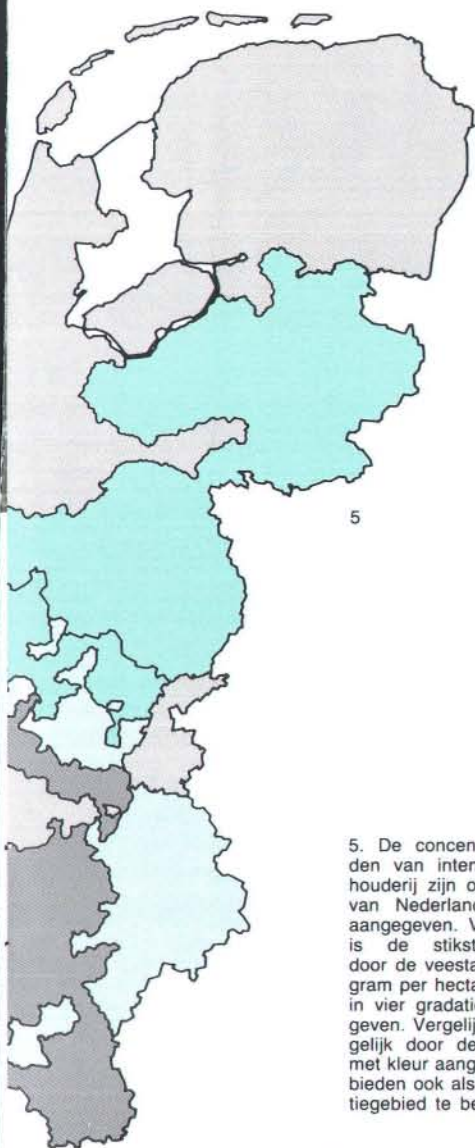 5
5. De concen
den van inter
houderij zijn o
van Nederland
aangegeven. V
is de stikst
door de veesta
gram per hecta
in vier gradati
geven. Vergelij
gelijk door de
met kleur aang
bieden ook als
tiegebied te be